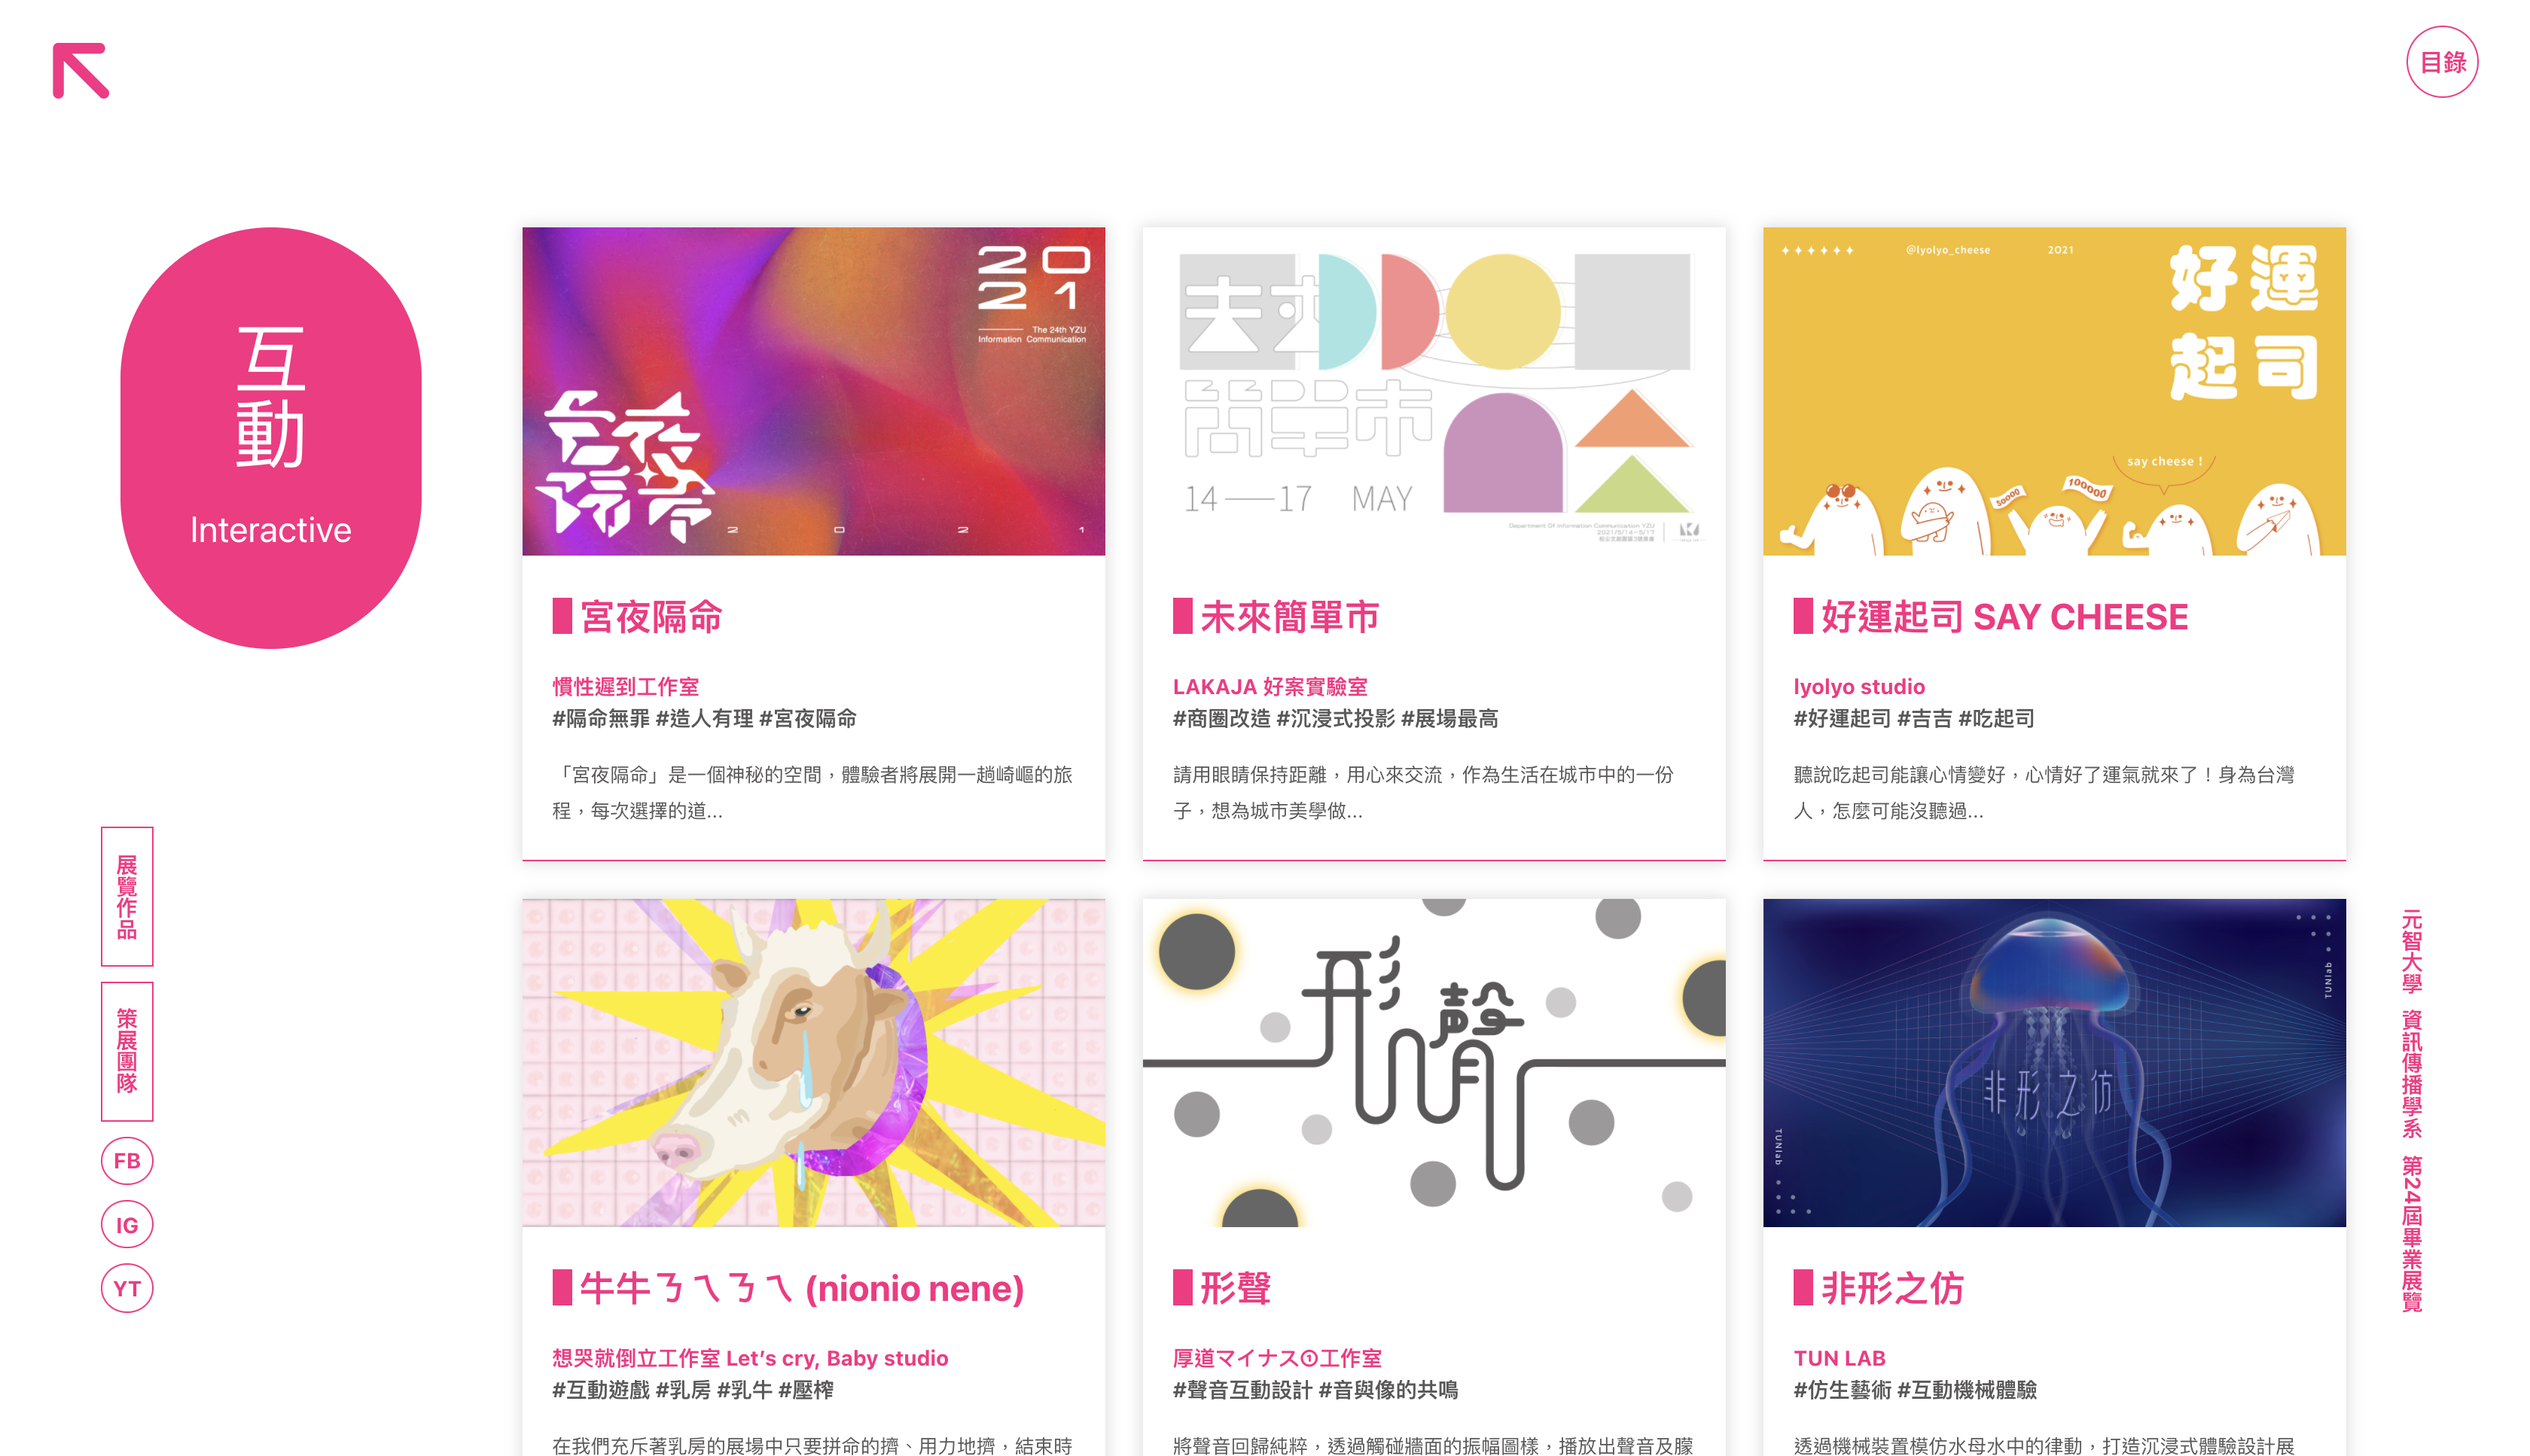 目錄
互
動
Interactive
20
21
The 24th YZU
Information Communication
宮夜
隔命
2 0 2 1
宮夜隔命
慣性遲到工作室
#隔命無罪 #造人有理 #宮夜隔命
「宮夜隔命」是一個神秘的空間，體驗者將展開一趟崎嶇的旅
程，每次選擇的道...
簡單市
14 — 17 MAY
Department Of Information Communication YZU
2021/5/14-5/17
未來簡單市
LAKAJA 好案實驗室
#商圈改造 #沉浸式投影 #展場最高
請用眼睛保持距離，用心來交流，作為生活在城市中的一份
子，想為城市美學做...
@lyolyo_cheese
2021
好運
起司
say cheese !
50000
100000
好運起司 SAY CHEESE
lyolyo studio
#好運起司 #吉吉 #吃起司
聽說吃起司能讓心情變好，心情好了運氣就來了！身為台灣
人，怎麼可能沒聽過...
牛牛ㄋㄟㄋㄟ (nionio nene)
想哭就倒立工作室 Let’s cry, Baby studio
#互動遊戲 #乳房 #乳牛 #壓榨
在我們充斥著乳房的展場中只要拼命的擠、用力地擠，結束時
形聲
形聲
厚道マイナス①工作室
#聲音互動設計 #音與像的共鳴
將聲音回歸純粹，透過觸碰牆面的振幅圖樣，播放出聲音及朦
TUNlab
非形之仿
TUNlab
非形之仿
TUN LAB
#仿生藝術 #互動機械體驗
透過機械裝置模仿水母水中的律動，打造沉浸式體驗設計展
展覽作品
策展團隊
FB
IG
YT
元智大學 資訊傳播學系 第24屆畢業展覽